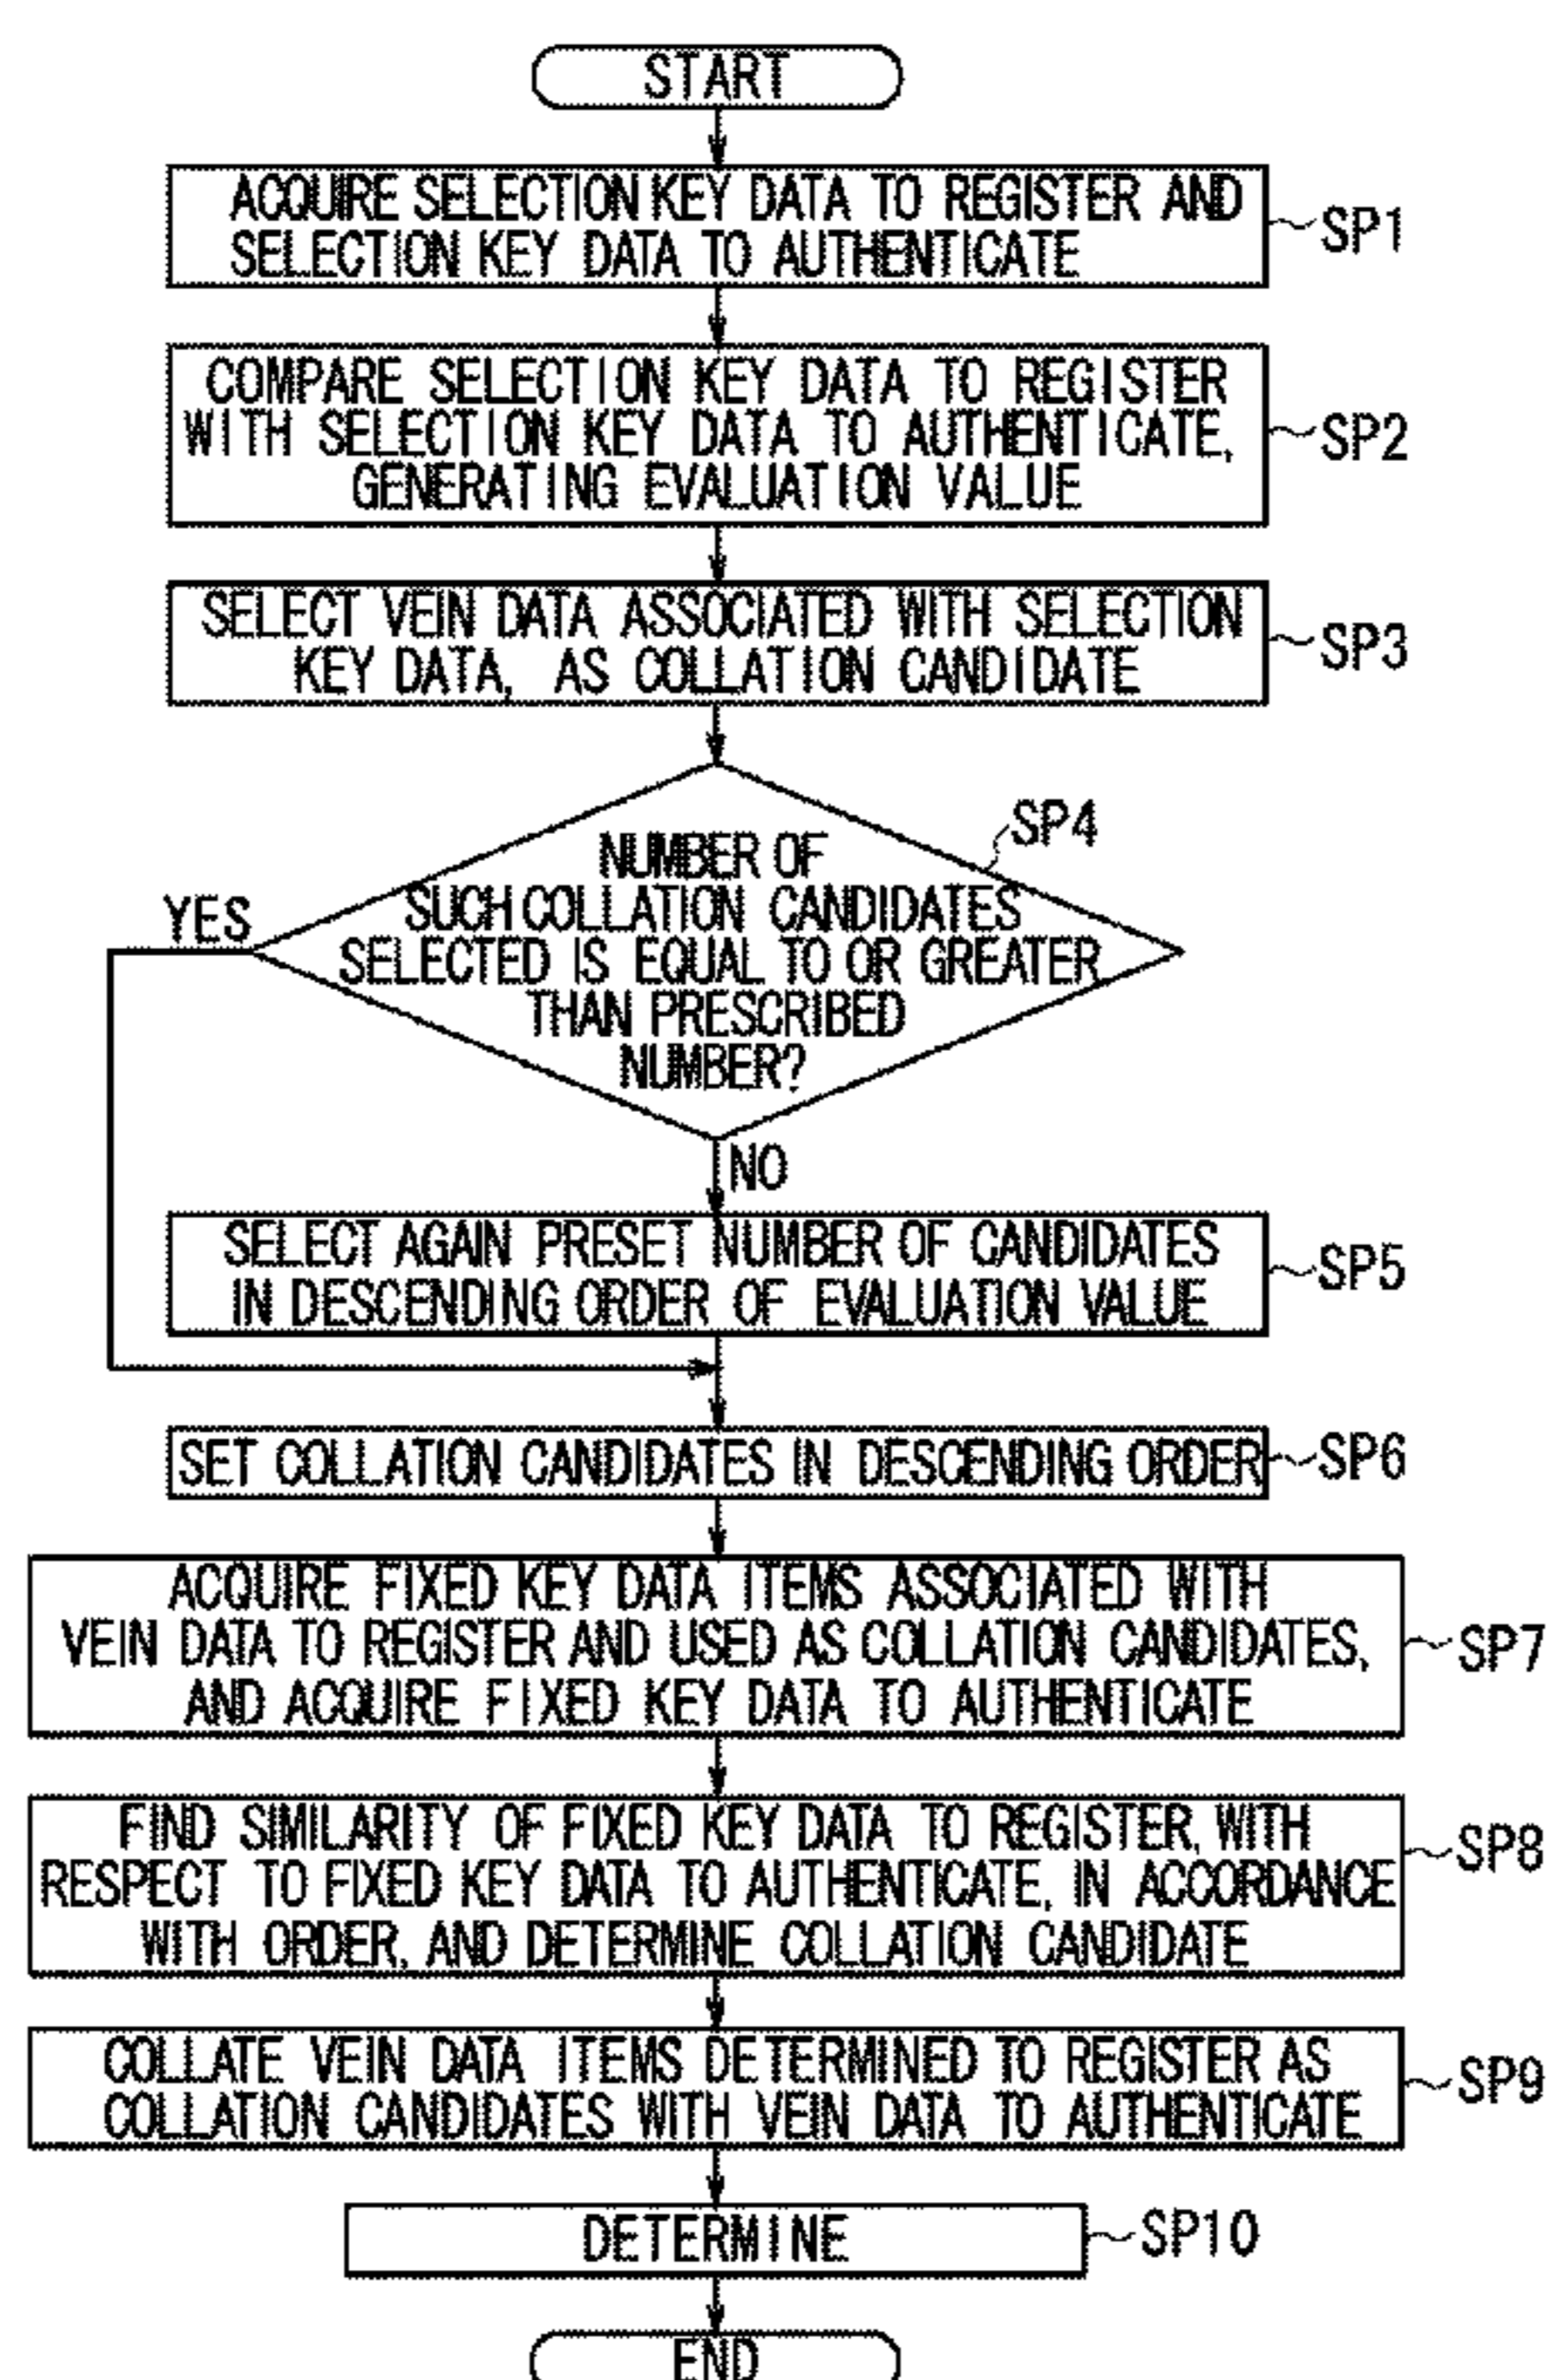 START
ACQUIRE SELECTION KEY DATA TO REGISTER AND
SELECTION KEY DATA TO AUTHENTICATE
SP1
COMPARE SELECTION KEY DATA TO REGISTER
WITH SELECTION KEY DATA TO AUTHENTICATE,
GENERATING EVALUATION VALUE
SP2
SELECT VEIN DATA ASSOCIATED WITH SELECTION
KEY DATA, AS COLLATION CANDIDATE
SP3
SP4
NUMBER OF
SUCH COLLATION CANDIDATES
SELECTED IS EQUAL TO OR GREATER
THAN PRESCRIBED
NUMBER?
YES
NO
SELECT AGAIN PRESET NUMBER OF CANDIDATES
IN DESCENDING ORDER OF EVALUATION VALUE
SP5
SET COLLATION CANDIDATES IN DESCENDING ORDER
SP6
ACQUIRE FIXED KEY DATA ITEMS ASSOCIATED WITH
VEIN DATA TO REGISTER AND USED AS COLLATION CANDIDATES,
AND ACQUIRE FIXED KEY DATA TO AUTHENTICATE
SP7
FIND SIMILARITY OF FIXED KEY DATA TO REGISTER, WITH
RESPECT TO FIXED KEY DATA TO AUTHENTICATE, IN ACCORDANCE
WITH ORDER, AND DETERMINE COLLATION CANDIDATE
SP8
COLLATE VEIN DATA ITEMS DETERMINED TO REGISTER AS
COLLATION CANDIDATES WITH VEIN DATA TO AUTHENTICATE
SP9
DETERMINE
SP10
END